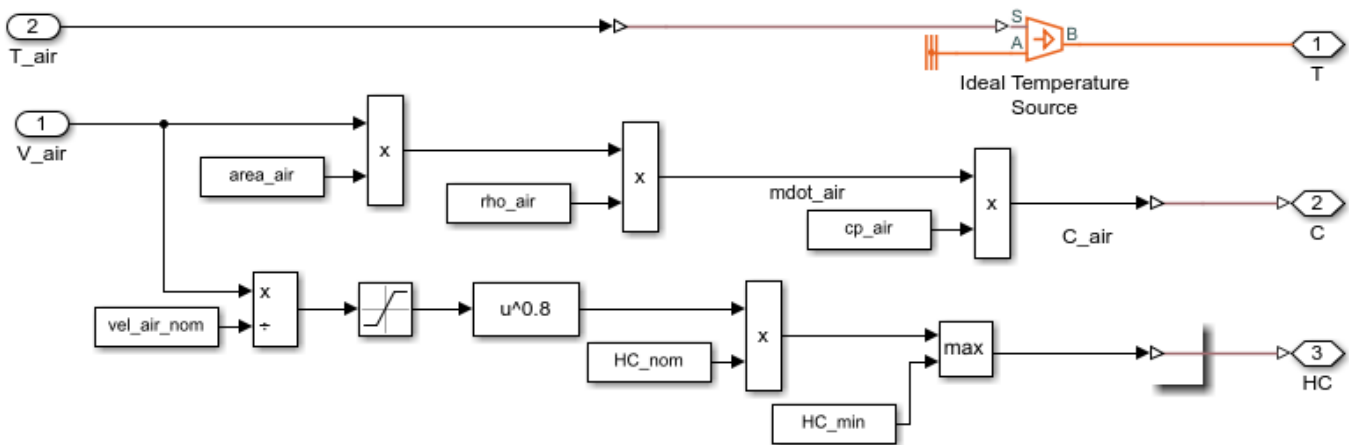 2
T_air
S
A
B
Ideal Temperature
Source
1
T
1
V_air
area_air
x
rho_air
x
mdot_air
cp_air
x
C_air
2
C
vel_air_nom
x
÷
u^0.8
HC_nom
x
HC_min
max
3
HC